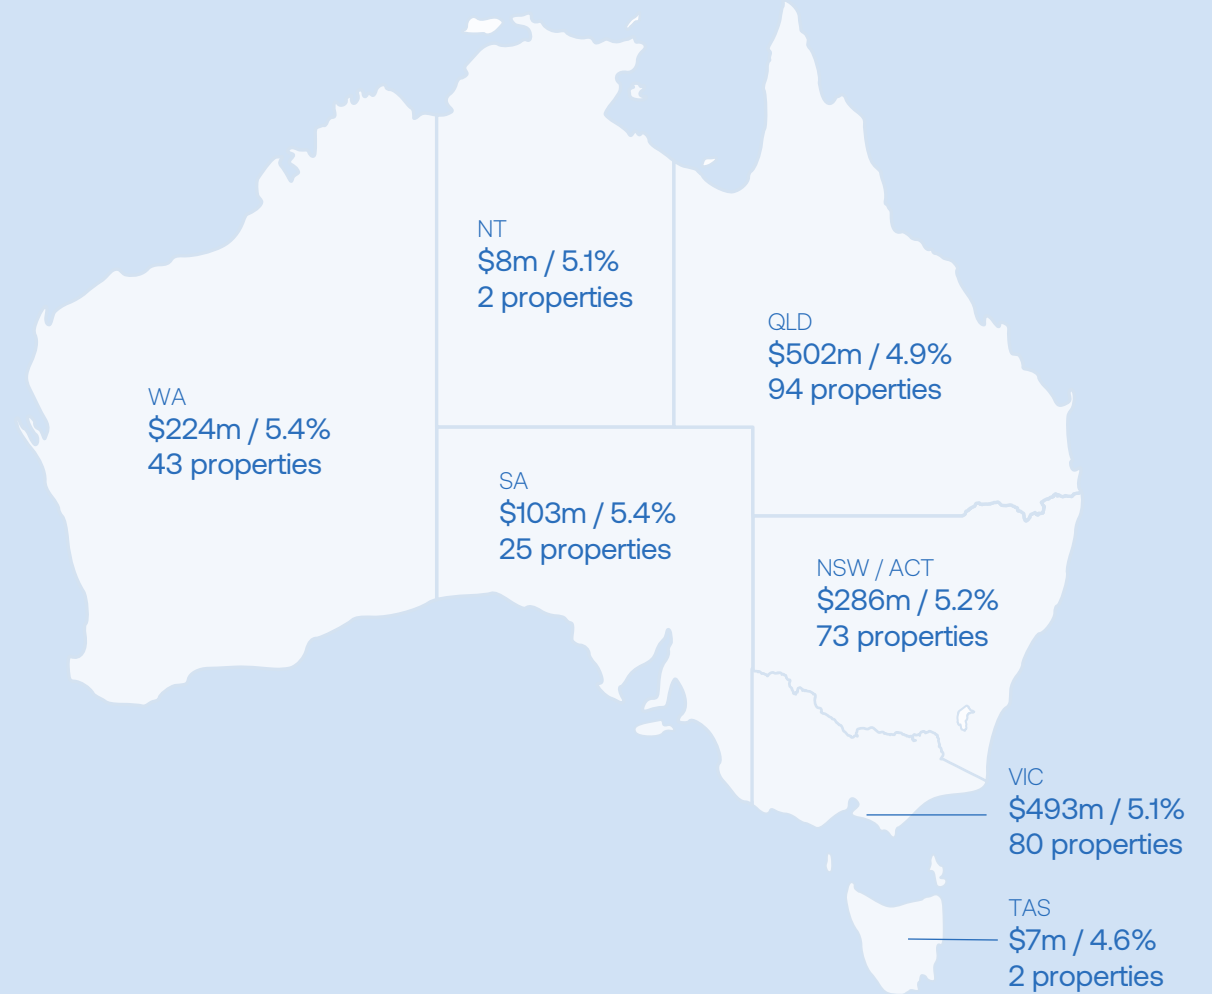 NT
$8m / 5.1%
2 properties
QLD
$502m / 4.9%
94 properties
WA
$224m / 5.4%
43 properties
SA
$103m / 5.4%
25 properties
NSW / ACT
$286m / 5.2%
73 properties
VIC
$493m / 5.1%
80 properties
TAS
$7m / 4.6%
2 properties